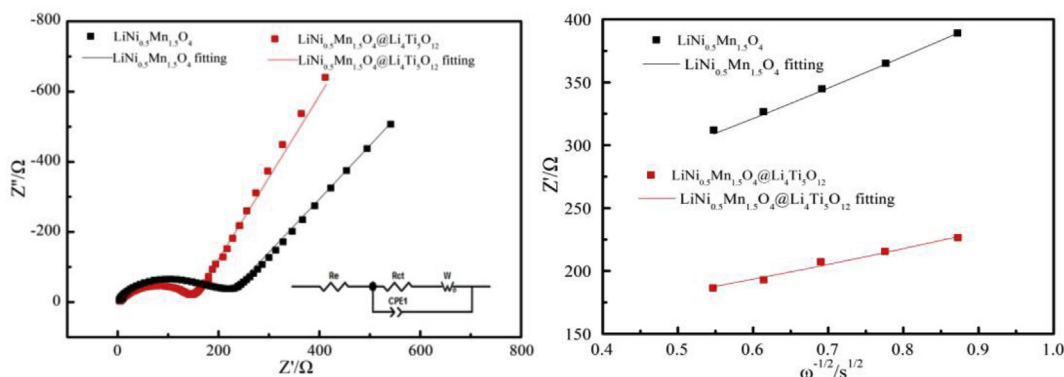 -800
-600
-400
-200
0
Z''/Ω
LiNi0.5Mn1.5O4
LiNi0.5Mn1.5O4 fitting
LiNi0.5Mn1.5O4@Li4Ti5O12
LiNi0.5Mn1.5O4@Li4Ti5O12 fitting
Re
Rct
W
CPE1
0 200 400 600 800
Z'/Ω
400
350
300
250
200
150
Z'/Ω
LiNi0.5Mn1.5O4
LiNi0.5Mn1.5O4 fitting
LiNi0.5Mn1.5O4@Li4Ti5O12
LiNi0.5Mn1.5O4@Li4Ti5O12 fitting
0.4 0.5 0.6 0.7 0.8 0.9 1.0
ω-1/2/s1/2